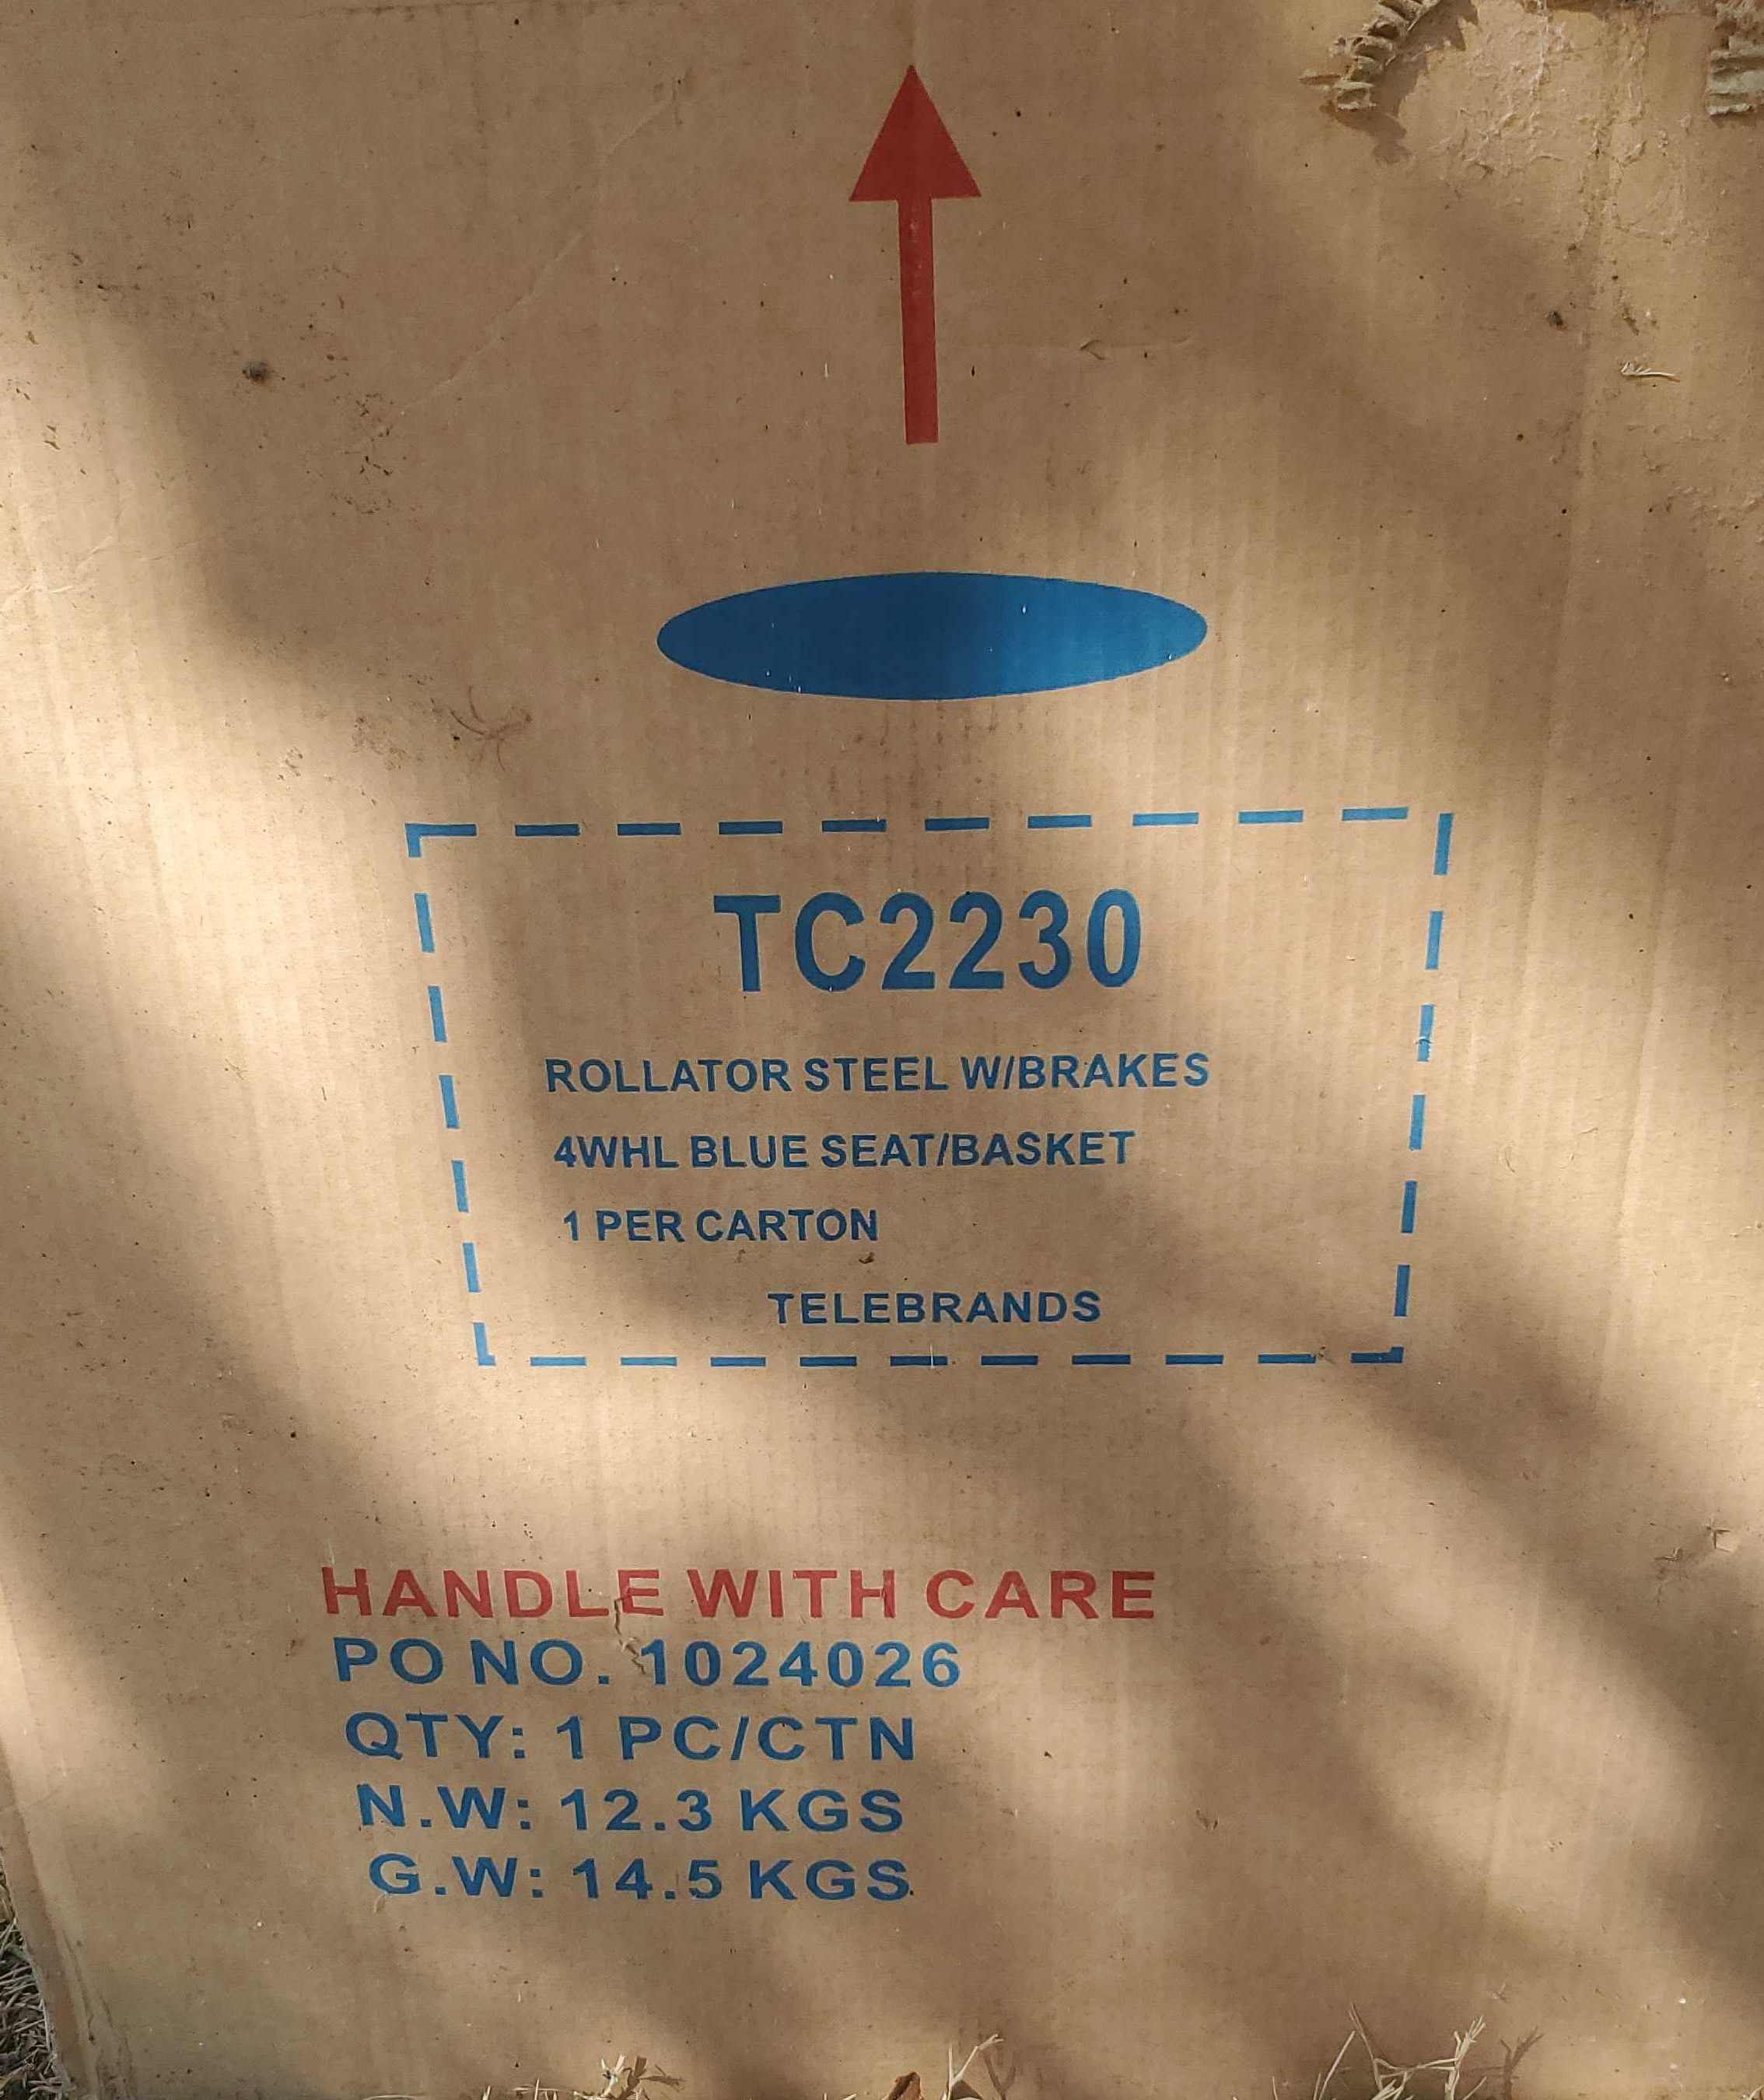 TC2230
ROLLATOR STEEL W/BRAKES
4WHL BLUE SEAT/BASKET
1 PER CARTON
TELEBRANDS
HANDLE WITH CARE
PO NO. 1024026
QTY: 1 PC/CTN
N.W: 12.3 KGS
G.W: 14.5 KGS